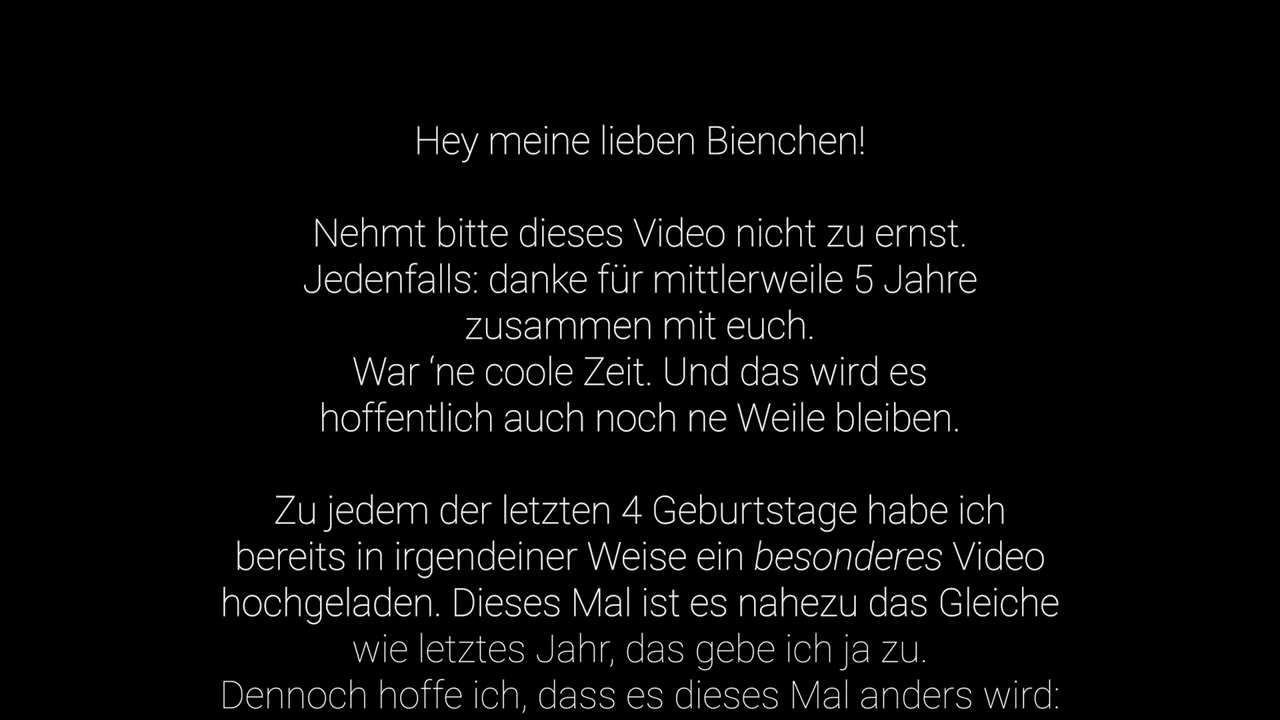 Hey meine lieben Bienchen!
Nehmt bitte dieses Video nicht zu ernst.
Jedenfalls: danke für mittlerweile 5 Jahre
zusammen mit euch.
War ‘ne coole Zeit. Und das wird es
hoffentlich auch noch ne Weile bleiben.
Zu jedem der letzten 4 Geburtstage habe ich
bereits in irgendeiner Weise ein besonderes Video
hochgeladen. Dieses Mal ist es nahezu das Gleiche
wie letztes Jahr, das gebe ich ja zu.
Dennoch hoffe ich, dass es dieses Mal anders wird: